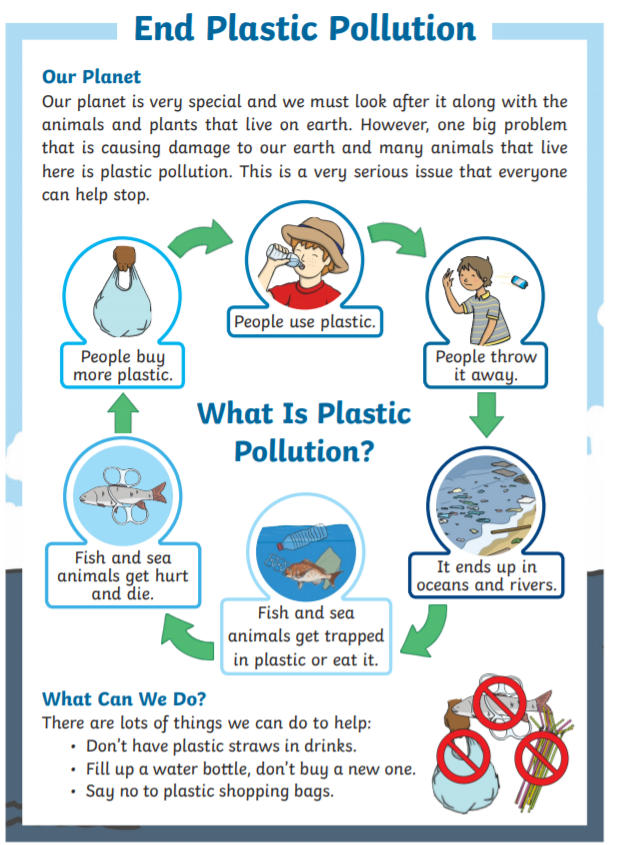 End Plastic Pollution
Our Planet
Our planet is very special and we must look after it along with the
animals and plants that live on earth. However, one big problem
that is causing damage to our earth and many animals that live
here is plastic pollution. This is a very serious issue that everyone
can help stop.
People use plastic.
People throw
it away.
It ends up in
oceans and rivers.
Fish and sea
animals get trapped
in plastic or eat it.
Fish and sea
animals get hurt
and die.
People buy
more plastic.
What Is Plastic
Pollution?
What Can We Do?
There are lots of things we can do to help:
• Don't have plastic straws in drinks.
• Fill up a water bottle, don't buy a new one.
• Say no to plastic shopping bags.